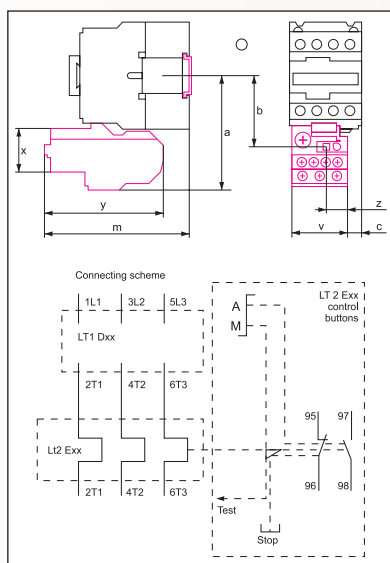 b
a
x
y
m
z
v
c
Connecting scheme
1L1
3L2
5L3
LT1 Dxx
2T1
4T2
6T3
Lt2 Exx
2T1
4T2
6T3
LT 2 Exx
control
buttons
A
M
95
97
96
98
Test
Stop